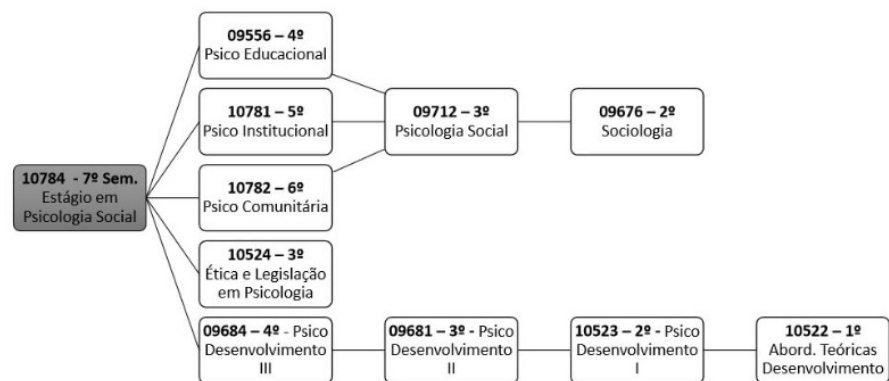 09556 – 4º
Psico Educacional
10781 – 5º
Psico Institucional
09712 – 3º
Psicologia Social
09676 – 2º
Sociologia
10784 - 7º Sem.
Estágio em
Psicologia Social
10782 – 6º
Psico Comunitária
10524 – 3º
Ética e Legislação
em Psicologia
09684 – 4º - Psico
Desenvolvimento
III
09681 – 3º - Psico
Desenvolvimento
II
10523 – 2º - Psico
Desenvolvimento
I
10522 – 1º
Abord. Teóricas
Desenvolvimento